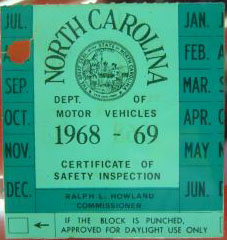 NORTH CAROLINA
DEPT. OF
MOTOR VEHICLES
1968 - 69
CERTIFICATE OF
SAFETY INSPECTION
RALPH L. HOWLAND
COMMISSIONER
JUL.
SEP.
OCT.
NOV.
DEC.
JAN.
FEB.
MAR.
APR.
MAY
JUN.
IF THE BLOCK IS PUNCHED,
APPROVED FOR DAYLIGHT USE ONLY